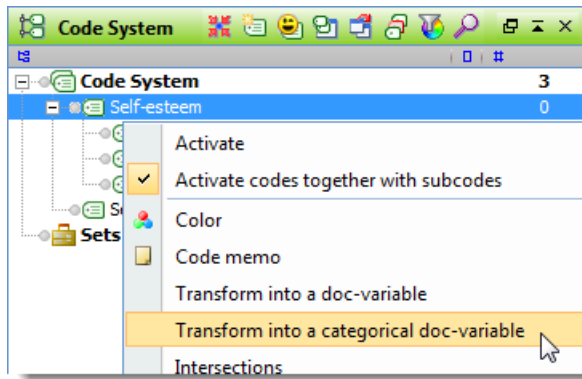 Code System
#
Code System 3
Self-esteem 0
Activate
Activate codes together with subcodes
Color
Sets
Code memo
Transform into a doc-variable
Transform into a categorical doc-variable
Intersections